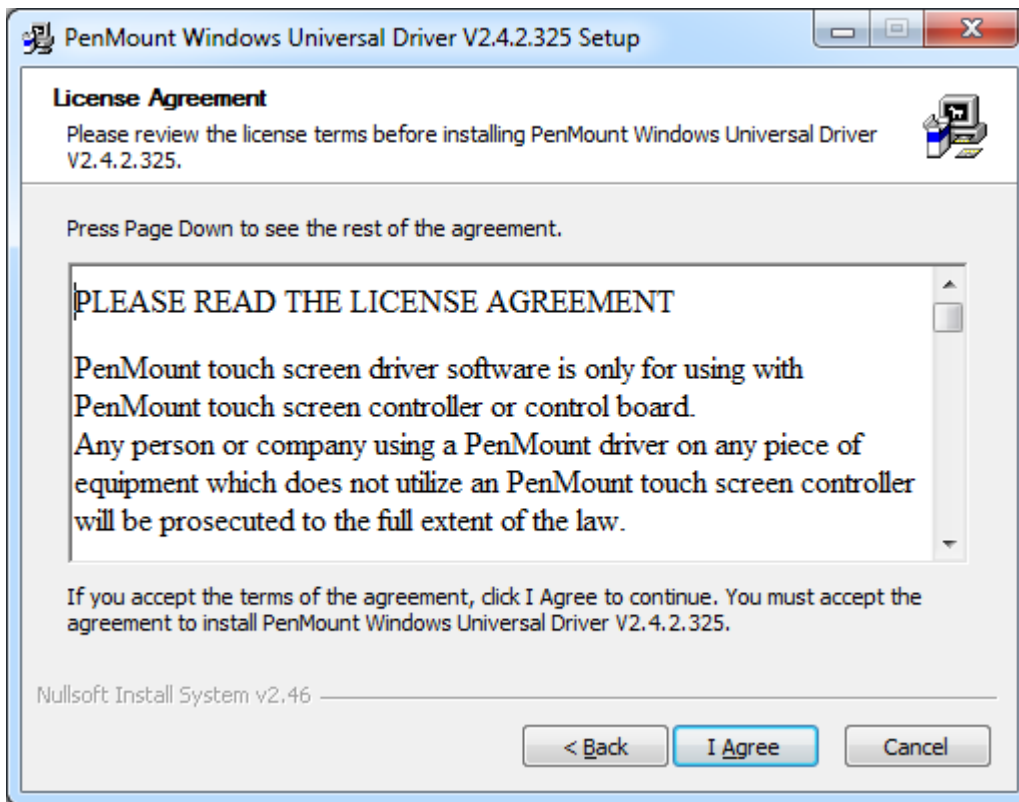 PenMount Windows Universal Driver V2.4.2.325 Setup
License Agreement
Please review the license terms before installing PenMount Windows Universal Driver
V2.4.2.325.
Press Page Down to see the rest of the agreement.
PLEASE READ THE LICENSE AGREEMENT
PenMount touch screen driver software is only for using with
PenMount touch screen controller or control board.
Any person or company using a PenMount driver on any piece of
equipment which does not utilize an PenMount touch screen controller
will be prosecuted to the full extent of the law.
If you accept the terms of the agreement, click I Agree to continue. You must accept the
agreement to install PenMount Windows Universal Driver V2.4.2.325.
Nullsoft Install System v2.46
< Back
I Agree
Cancel